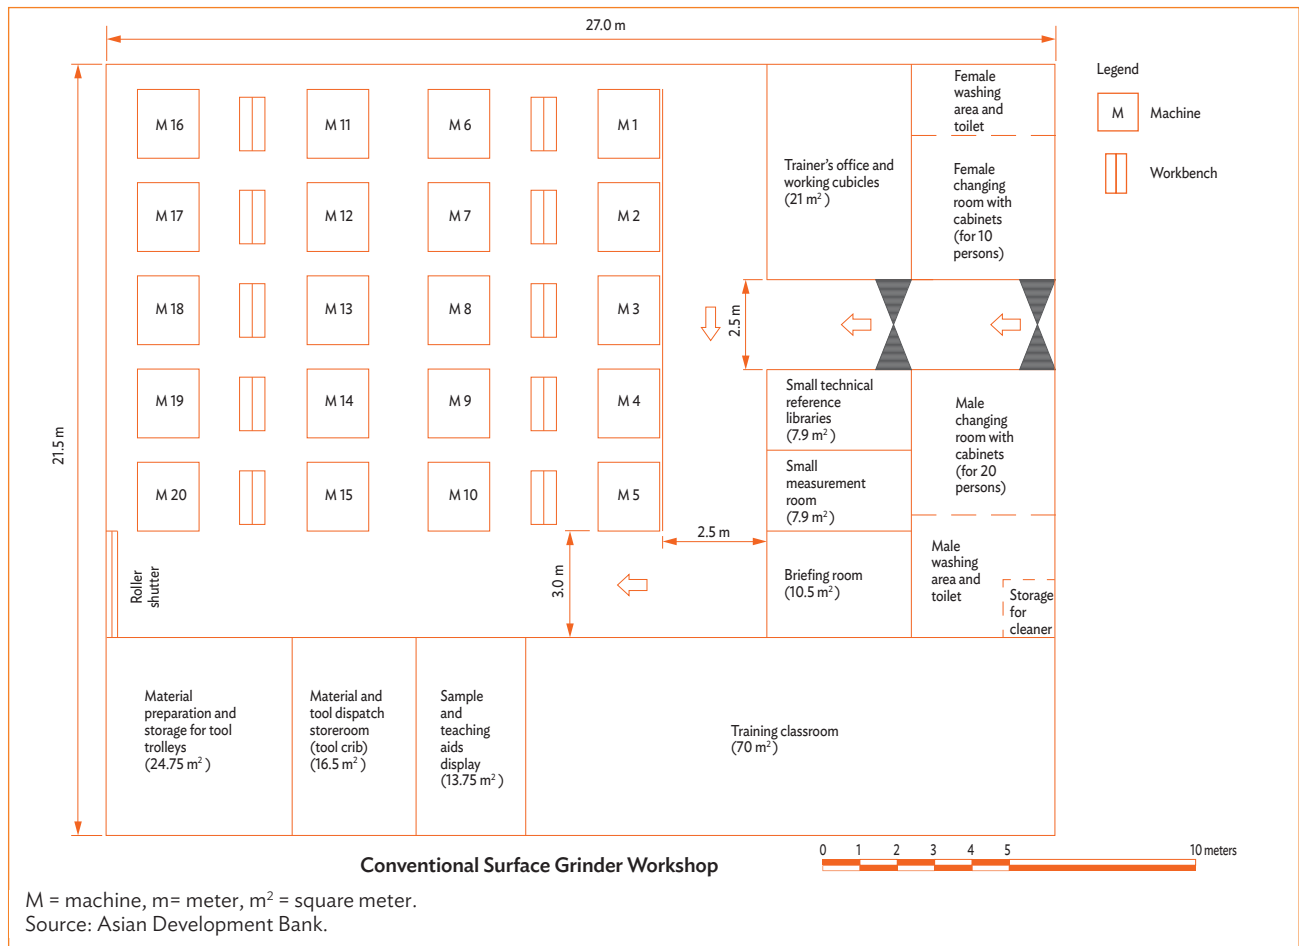 27.0 m
Legend
M
Machine
Workbench
M 16
M 11
M 6
M 1
M 17
M 12
M 7
M 2
M 18
M 13
M 8
M 3
M 19
M 14
M 9
M 4
M 20
M 15
M 10
M 5
Trainer's office and
working cubicles
(21 m²)
Female
washing
area and
toilet
Female
changing
room with
cabinets
(for 10
persons)
2.5 m
21.5 m
Small technical
reference
libraries
(7.9 m²)
Small
measurement
room
(7.9 m²)
Male
changing
room with
cabinets
(for 20
persons)
2.5 m
3.0 m
Roller
shutter
Briefing room
(10.5 m²)
Male
washing
area and
toilet
Storage
for
cleaner
Material
preparation and
storage for tool
trolleys
(24.75 m²)
Material and
tool dispatch
storeroom
(tool crib)
(16.5 m²)
Sample
and
teaching
aids
display
(13.75 m²)
Training classroom
(70 m²)
Conventional Surface Grinder Workshop
0 1 2 3 4 5 10 meters
M = machine, m= meter, m² = square meter.
Source: Asian Development Bank.